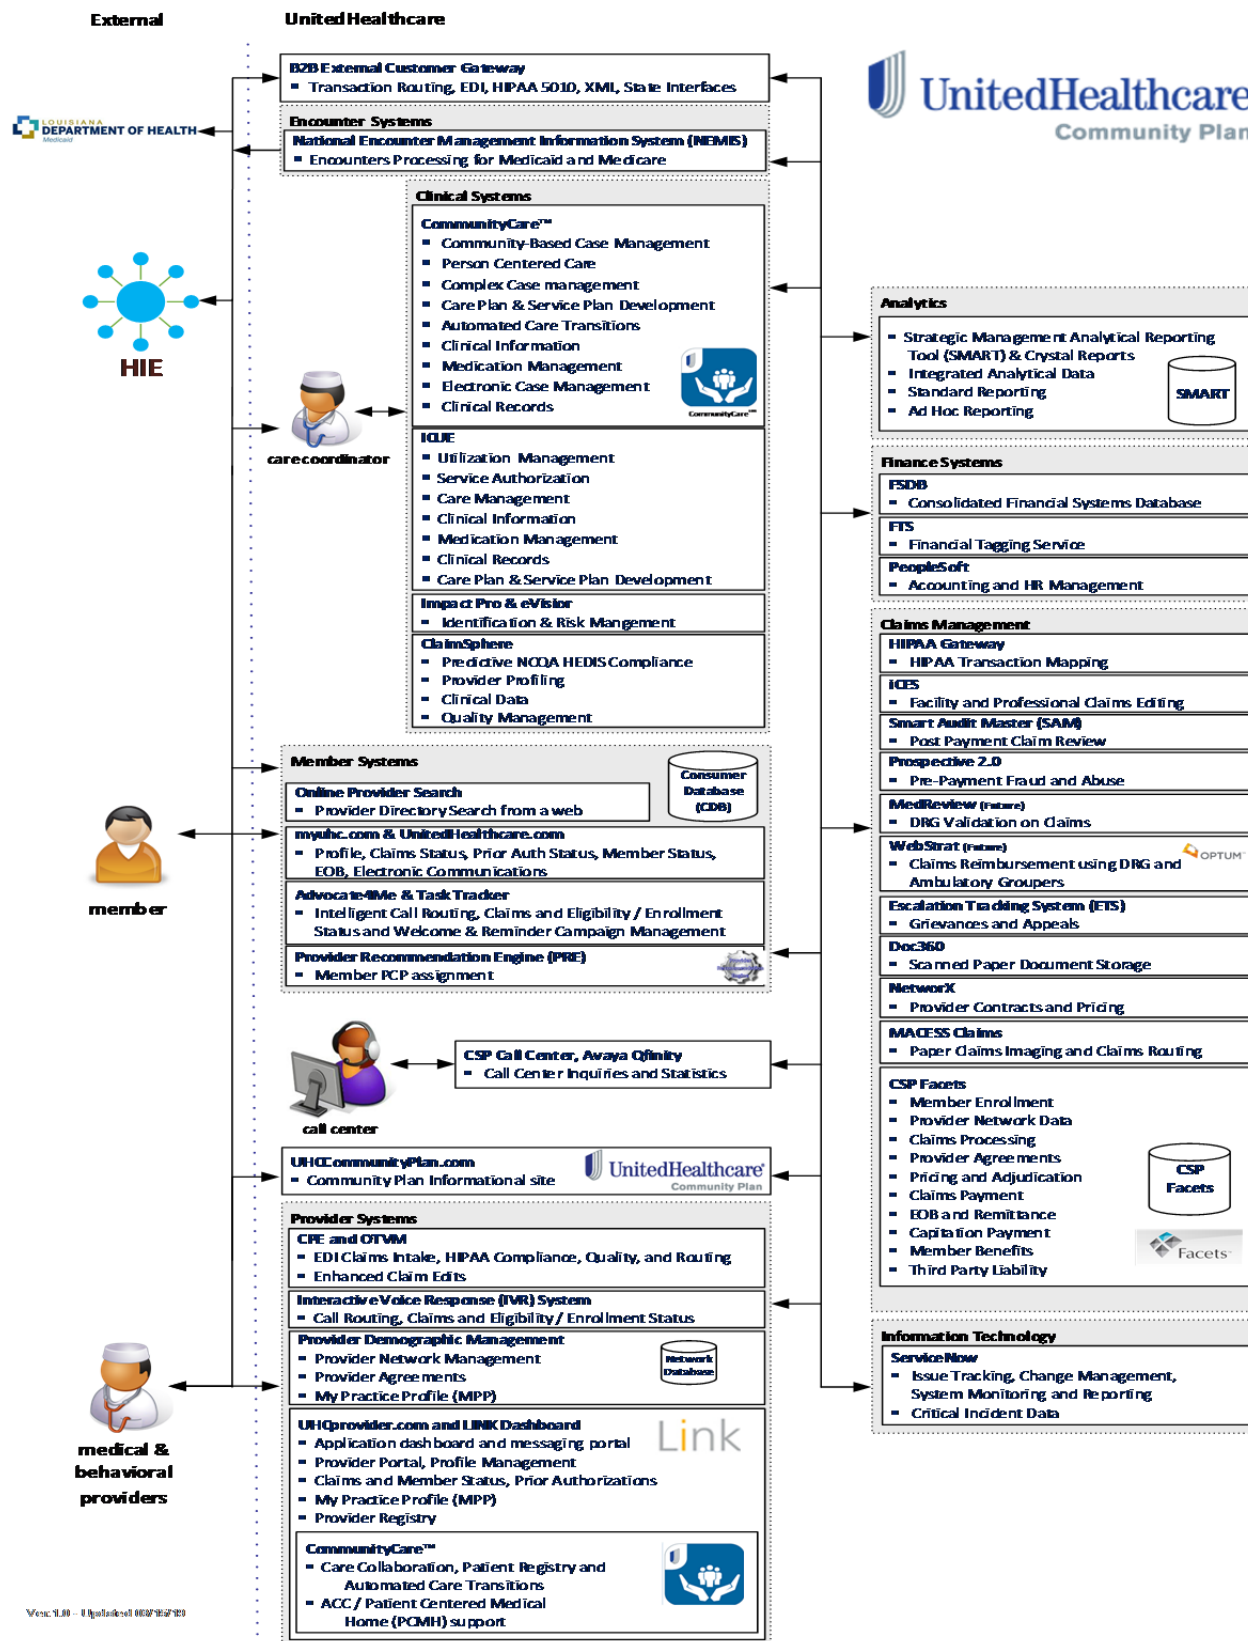 External
UnitedHealthcare
B2B External Customer Gateway
Transaction Routing, EDI, HIPAA 5010, XML, State Interfaces
UnitedHealthcare
Community Plan
LOUISIANA
DEPARTMENT OF HEALTH
Medicaid
Encounter Systems
National Encounter Management Information System (NEMIS)
Encounters Processing for Medicaid and Medicare
Clinical Systems
CommunityCare™
Community-Based Case Management
Person Centered Care
Complex Case management
Care Plan & Service Plan Development
Automated Care Transitions
Clinical Information
Medication Management
Electronic Case Management
Clinical Records
CommunityCare™
HIE
care coordinator
ICUE
Utilization Management
Service Authorization
Care Management
Clinical Information
Medication Management
Clinical Records
Care Plan & Service Plan Development
Impact Pro & eVisior
Identification & Risk Mangement
ClaimSphere
Predictive NCQA HEDIS Compliance
Provider Profiling
Clinical Data
Quality Management
Analytics
Strategic Management Analytical Reporting
Tool (SMART) & Crystal Reports
Integrated Analytical Data
Standard Reporting
Ad Hoc Reporting
SMART
Finance Systems
FSDB
Consolidated Financial Systems Database
FTS
Financial Tagging Service
PeopleSoft
Accounting and HR Management
Claims Management
HIPAA Gateway
HIPAA Transaction Mapping
iCES
Facility and Professional Claims Editing
Smart Audit Master (SAM)
Post Payment Claim Review
Prospective 2.0
Pre-Payment Fraud and Abuse
MedReview (Future)
DRG Validation on Claims
WebStrat (Future)
Claims Reimbursement using DRG and
Ambulatory Groupers
OPTUM™
Escalation Tracking System (ETS)
Grievances and Appeals
Doc360
Scanned Paper Document Storage
NetworX
Provider Contracts and Pricing
MACESS Claims
Paper Claims Imaging and Claims Routing
CSP Facets
Member Enrollment
Provider Network Data
Claims Processing
Provider Agreements
Pricing and Adjudication
Claims Payment
EOB and Remittance
Capitation Payment
Member Benefits
Third Party Liability
CSP
Facets
Facets
Information Technology
ServiceNow
Issue Tracking, Change Management,
System Monitoring and Reporting
Critical Incident Data
Member Systems
Consumer
Database
(CDB)
Online Provider Search
Provider Directory Search from a web
myuhc.com & UnitedHealthcare.com
Profile, Claims Status, Prior Auth Status, Member Status,
EOB, Electronic Communications
Advocate4Me & Task Tracker
Intelligent Call Routing, Claims and Eligibility / Enrollment
Status and Welcome & Reminder Campaign Management
Provider Recommendation Engine (PRE)
Member PCP assignment
member
CSP Call Center, Avaya Qfinity
Call Center Inquiries and Statistics
call center
UHCCommunityPlan.com
Community Plan Informational site
UnitedHealthcare®
Community Plan
Provider Systems
CPE and OTVM
EDI Claims Intake, HIPAA Compliance, Quality, and Routing
Enhanced Claim Edits
Interactive Voice Response (IVR) System
Call Routing, Claims and Eligibility / Enrollment Status
Provider Demographic Management
Provider Network Management
Provider Agreements
My Practice Profile (MPP)
Network
Database
UHCprovider.com and LINK Dashboard
Application dashboard and messaging portal
Provider Portal, Profile Management
Claims and Member Status, Prior Authorizations
My Practice Profile (MPP)
Provider Registry
Link
CommunityCare™
Care Collaboration, Patient Registry and
Automated Care Transitions
ACC / Patient Centered Medical
Home (PCMH) support
medical &
behavioral
providers